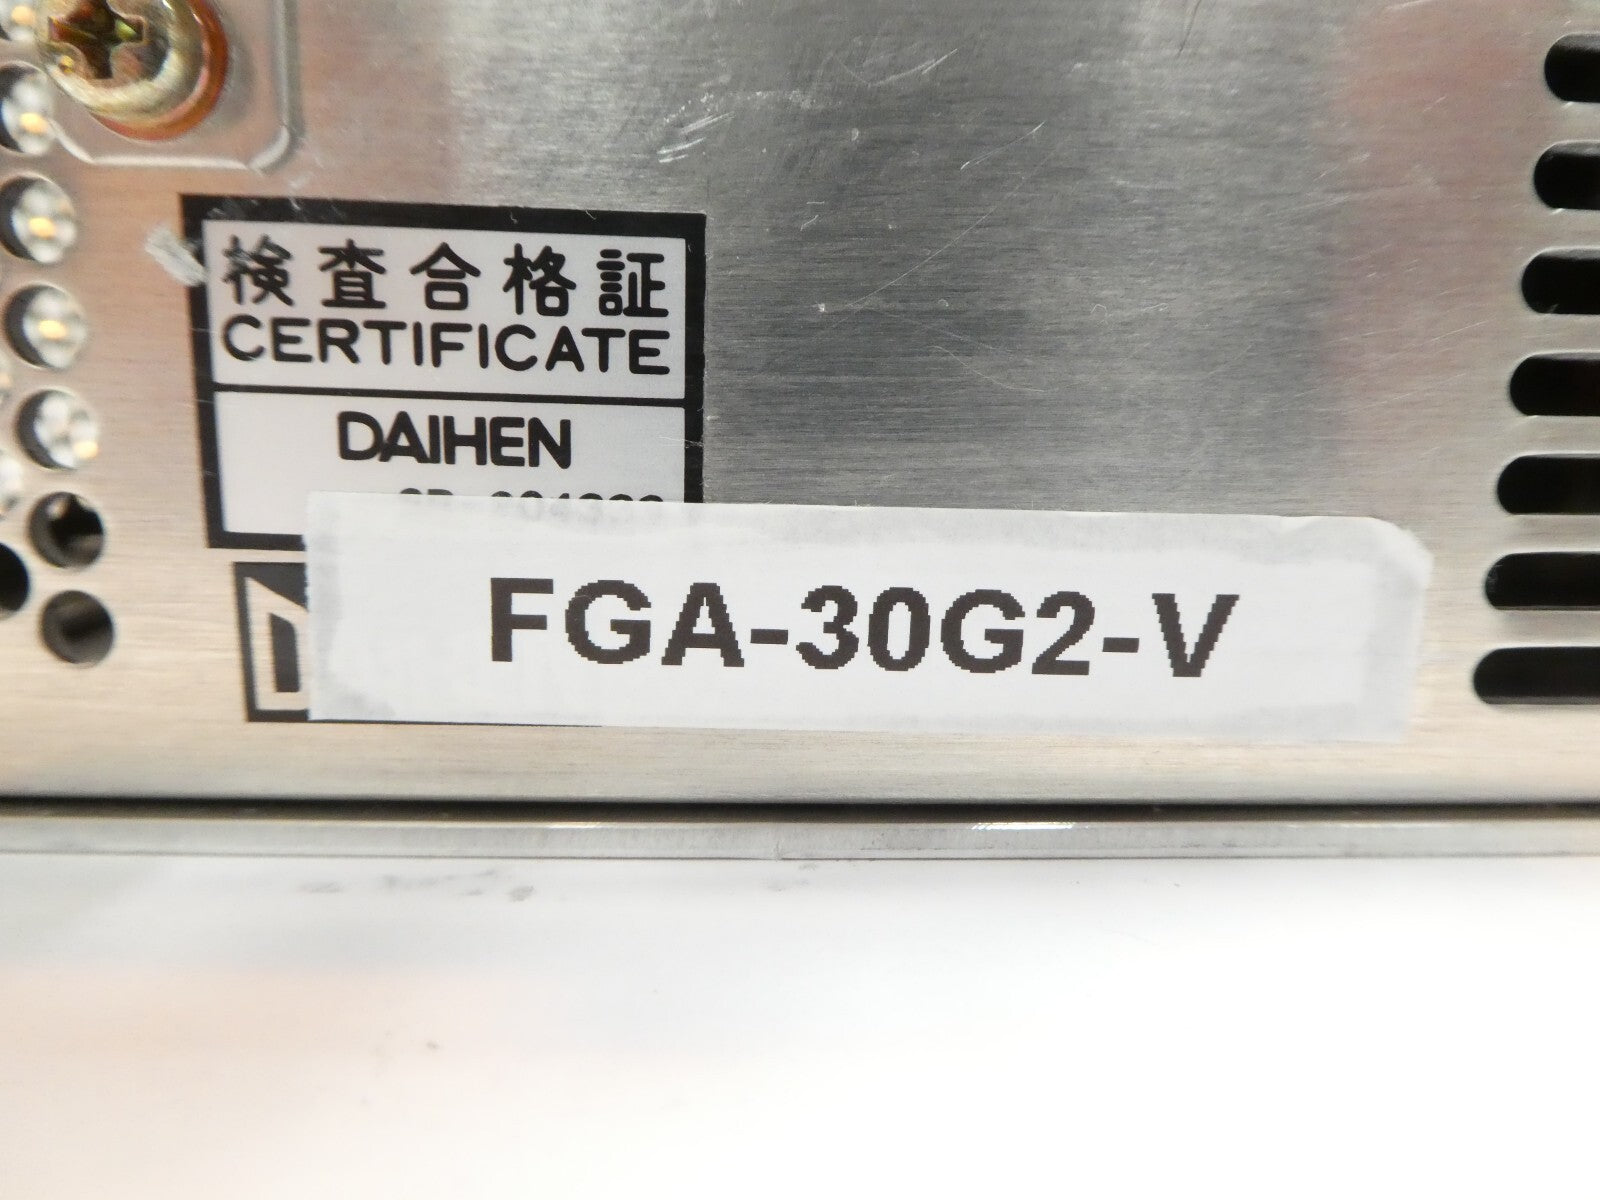 検査合格証
CERTIFICATE
DAIHEN
FGA-30G2-V